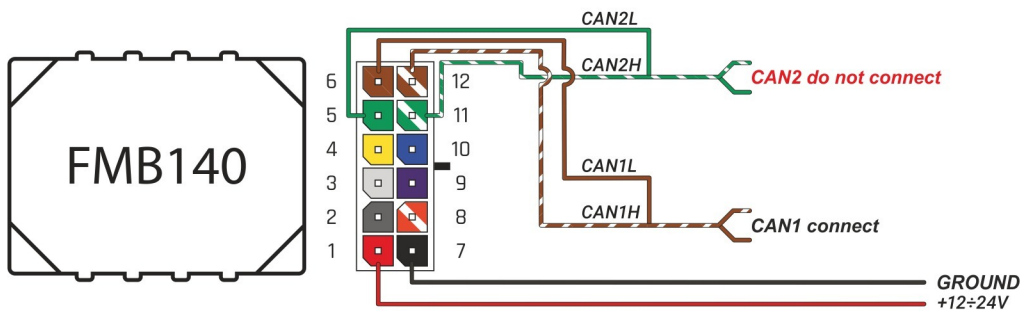 CAN2L
CAN2H
CAN2 do not connect
FMB140
6 12
5 11
4 10
3 9
2 8
1 7
CAN1L
CAN1H
CAN1 connect
GROUND
+12÷24V